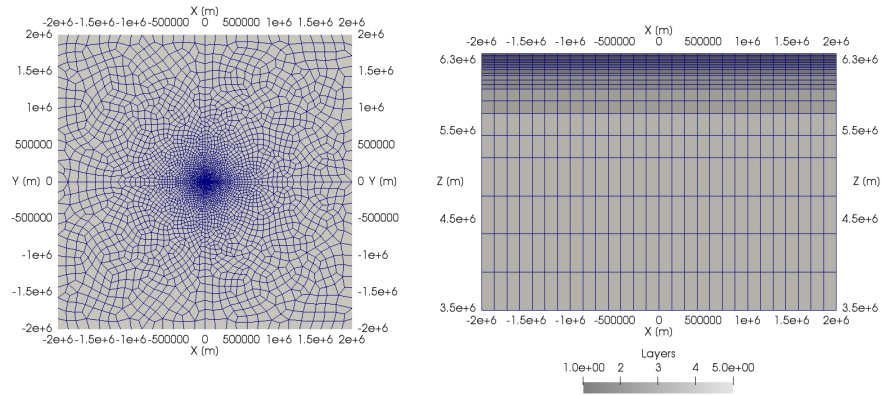 X (m)
-2e+6 -1.5e+6 -1e+6 -500000 0 500000 1e+6 1.5e+6 2e+6
2e+6 2e+6
1.5e+6 1.5e+6
1e+6 1e+6
500000 500000
Y (m) 0 0 Y (m)
-500000 -500000
-1e+6 -1e+6
-1.5e+6 -1.5e+6
-2e+6 -2e+6
-2e+6 -1.5e+6 -1e+6 -500000 0 500000 1e+6 1.5e+6 2e+6
X (m)
X (m)
-2e+6 -1.5e+6 -1e+6 -500000 0 500000 1e+6 1.5e+6 2e+6
6.3e+6 6.3e+6
5.5e+6 5.5e+6
Z (m) Z (m)
4.5e+6 4.5e+6
3.5e+6 3.5e+6
-2e+6 -1.5e+6 -1e+6 -500000 0 500000 1e+6 1.5e+6 2e+6
X (m)
Layers
1.0e+00 2 3 4 5.0e+00